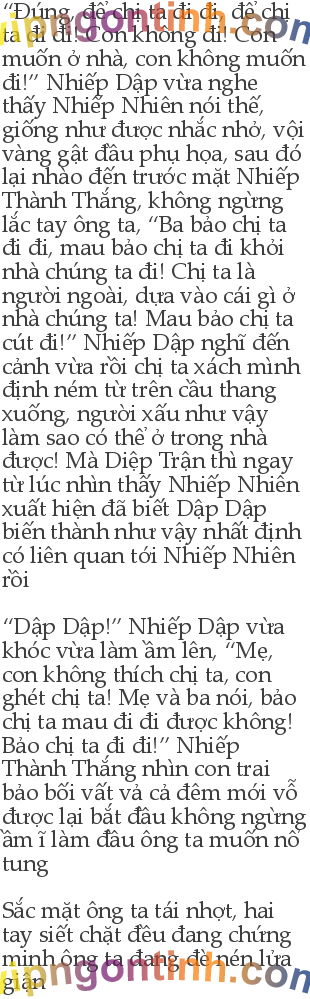 “Đúng, để chị ta đi đi, để chị
ta đi đi! Con không đi! Con
muốn ở nhà, con không muốn
đi!” Nhiếp Dập vừa nghe
thấy Nhiếp Nhiên nói thế,
giống như được nhắc nhở, vội
vàng gật đầu phụ họa, sau đó
lại nhào đến trước mặt Nhiếp
Thành Thắng, không ngừng
lắc tay ông ta, “Ba bảo chị ta
đi đi, mau bảo chị ta đi khỏi
nhà chúng ta đi! Chị ta là
người ngoài, dựa vào cái gì ở
nhà chúng ta! Mau bảo chị ta
cút đi!” Nhiếp Dập nghĩ đến
cảnh vừa rồi chị ta xách mình
định ném từ trên cầu thang
xuống, người xấu như vậy
làm sao có thể ở trong nhà
được! Mà Diệp Trận thì ngay
từ lúc nhìn thấy Nhiếp Nhiên
xuất hiện đã biết Dập Dập
biến thành như vậy nhất định
có liên quan tới Nhiếp Nhiên
rồi
“Dập Dập!” Nhiếp Dập vừa
khóc vừa làm ầm lên, “Mẹ,
con không thích chị ta, con
ghét chị ta! Mẹ và ba nói, bảo
chị ta mau đi đi được không!
Bảo chị ta đi đi!” Nhiếp
Thành Thắng nhìn con trai
bảo bối vất vả cả đêm mới vỗ
được lại bắt đầu không ngừng
ầm ĩ làm đầu ông ta muốn nổ
tung
Sắc mặt ông ta tái nhợt, hai
tay siết chặt đều đang chứng
minh ông ta đang đè nén lửa
giận
vipngontinh.com
vipngontinh.com